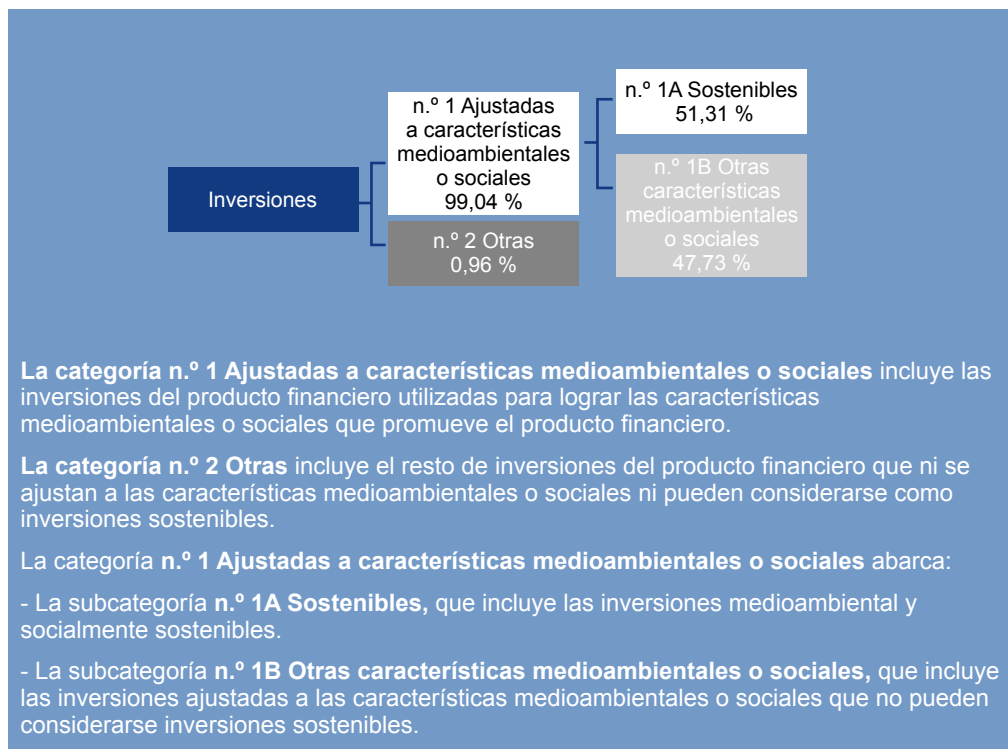 Inversiones
n.º 1 Ajustadas
a características
medioambientales
o sociales
99,04 %
n.º 2 Otras
0,96 %
n.º 1A Sostenibles
51,31 %
n.º 1B Otras
características
medioambientales
o sociales
47,73 %
La categoría n.º 1 Ajustadas a características medioambientales o sociales incluye las
inversiones del producto financiero utilizadas para lograr las características
medioambientales o sociales que promueve el producto financiero.
La categoría n.º 2 Otras incluye el resto de inversiones del producto financiero que ni se
ajustan a las características medioambientales o sociales ni pueden considerarse como
inversiones sostenibles.
La categoría n.º 1 Ajustadas a características medioambientales o sociales abarca:
- La subcategoría n.º 1A Sostenibles, que incluye las inversiones medioambiental y
socialmente sostenibles.
- La subcategoría n.º 1B Otras características medioambientales o sociales, que incluye
las inversiones ajustadas a las características medioambientales o sociales que no pueden
considerarse inversiones sostenibles.